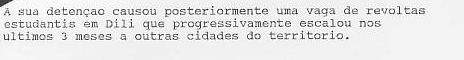 A sua detençao causou posteriormente uma vaga de revoltas
estudantis em Dili que progressivamente escalou nos
ultimos 3 meses a outras cidades do territorio.